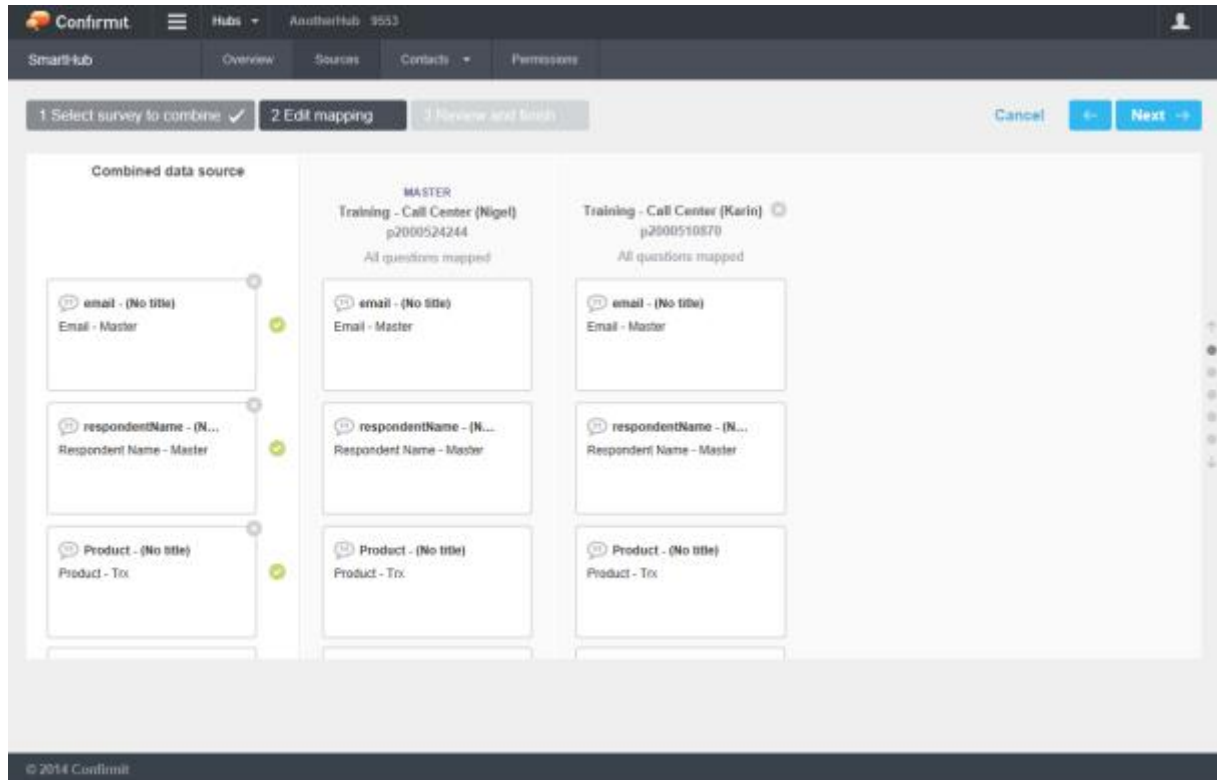 Confirmit Hubs AnotherHub 9553
SmartHub Overview Sources Contacts Permissions
1 Select survey to combine 2 Edit mapping 3 Review and finish Cancel Next
Combined data source
MASTER
Training - Call Center (Nigel)
p2000524244
All questions mapped
Training - Call Center (Karin)
p2000510870
All questions mapped
email - (No title)
Email - Master
email - (No title)
Email - Master
email - (No title)
Email - Master
respondentName - (N...
Respondent Name - Master
respondentName - (N...
Respondent Name - Master
respondentName - (N...
Respondent Name - Master
Product - (No title)
Product - Trx
Product - (No title)
Product - Trx
Product - (No title)
Product - Trx
© 2014 Confirmit